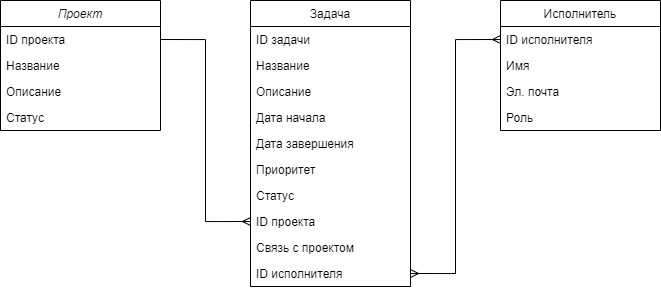 Проект
ID проекта
Название
Описание
Статус
Задача
ID задачи
Название
Описание
Дата начала
Дата завершения
Приоритет
Статус
ID проекта
Связь с проектом
ID исполнителя
Исполнитель
ID исполнителя
Имя
Эл. почта
Роль